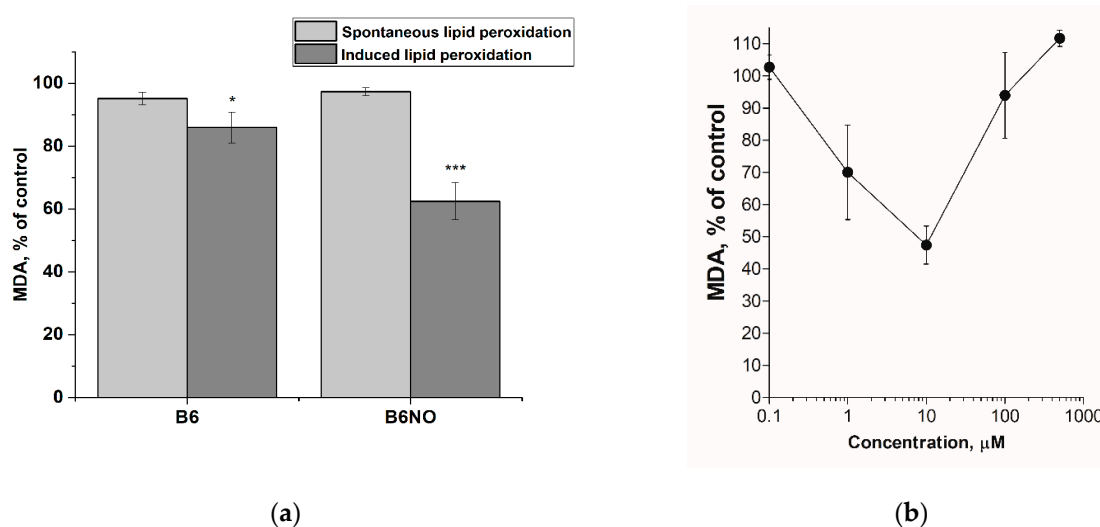 Spontaneous lipid peroxidation
Induced lipid peroxidation
MDA, % of control
100
80
60
40
20
0
*
***
B6
B6NO
(a)
MDA, % of control
110
100
90
80
70
60
50
40
30
20
10
0
0.1
1
10
100
1000
Concentration, μM
(b)